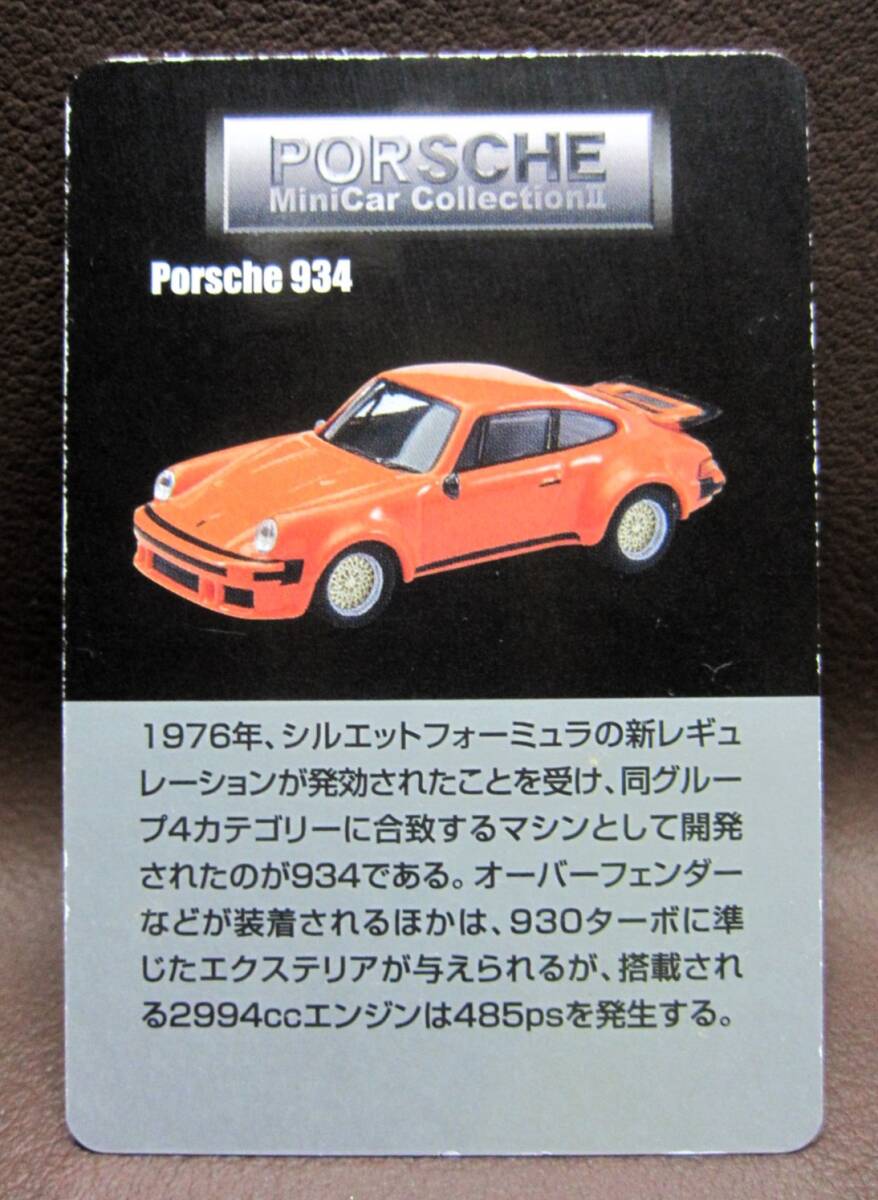 PORSCHE
MiniCar CollectionⅡ
Porsche 934
1976年、シルエットフォーミュラの新レギュ
レーションが発効されたことを受け、同グルー
プ4カテゴリーに合致するマシンとして開発
されたのが934である。オーバーフェンダー
などが装着されるほかは、930ターボに準
じたエクステリアが与えられるが、搭載され
る2994ccエンジンは485psを発生する。